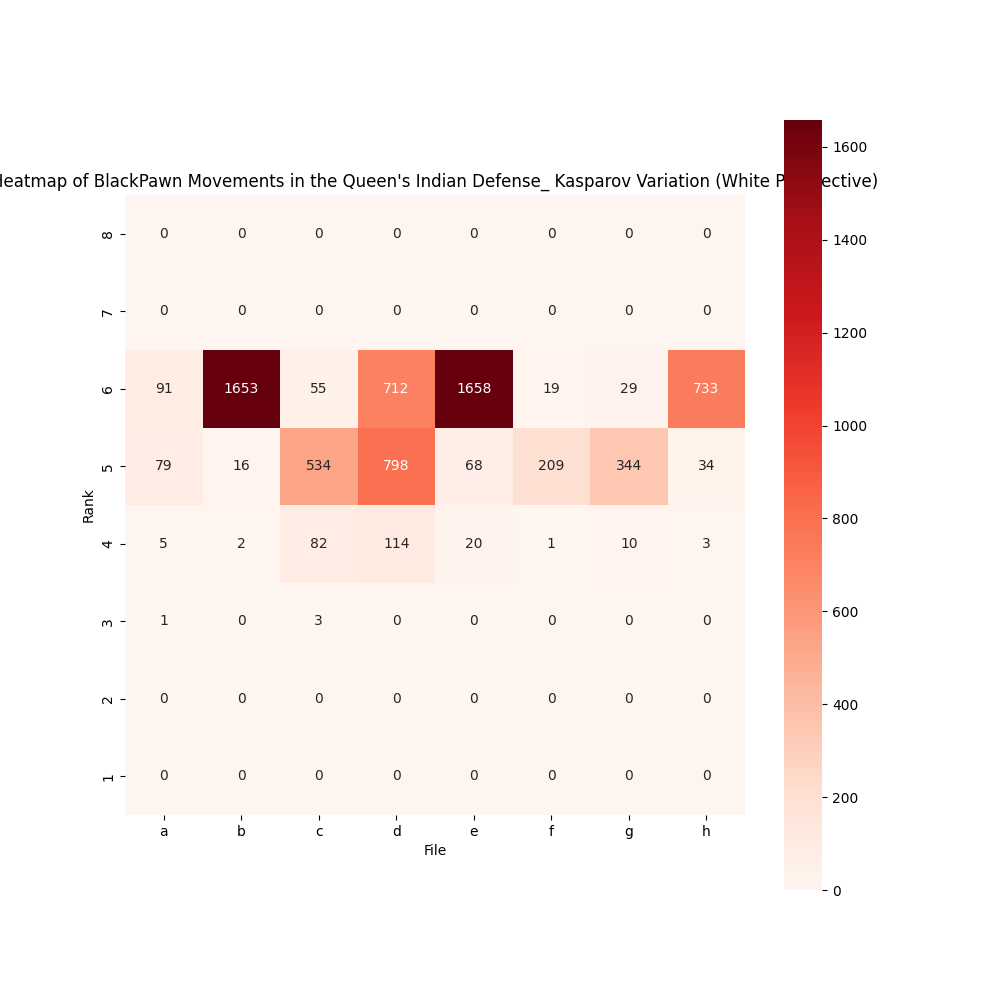 Heatmap of BlackPawn Movements in the Queen's Indian Defense_ Kasparov Variation (White P ective)
8 0 0 0 0 0 0 0 0
7 0 0 0 0 0 0 0 0
6 91 1653 55 712 1658 19 29 733
5 79 16 534 798 68 209 344 34
4 5 2 82 114 20 1 10 3
3 1 0 3 0 0 0 0 0
2 0 0 0 0 0 0 0 0
1 0 0 0 0 0 0 0 0
a b c d e f g h
File
Rank
1600
1400
1200
1000
800
600
400
200
0